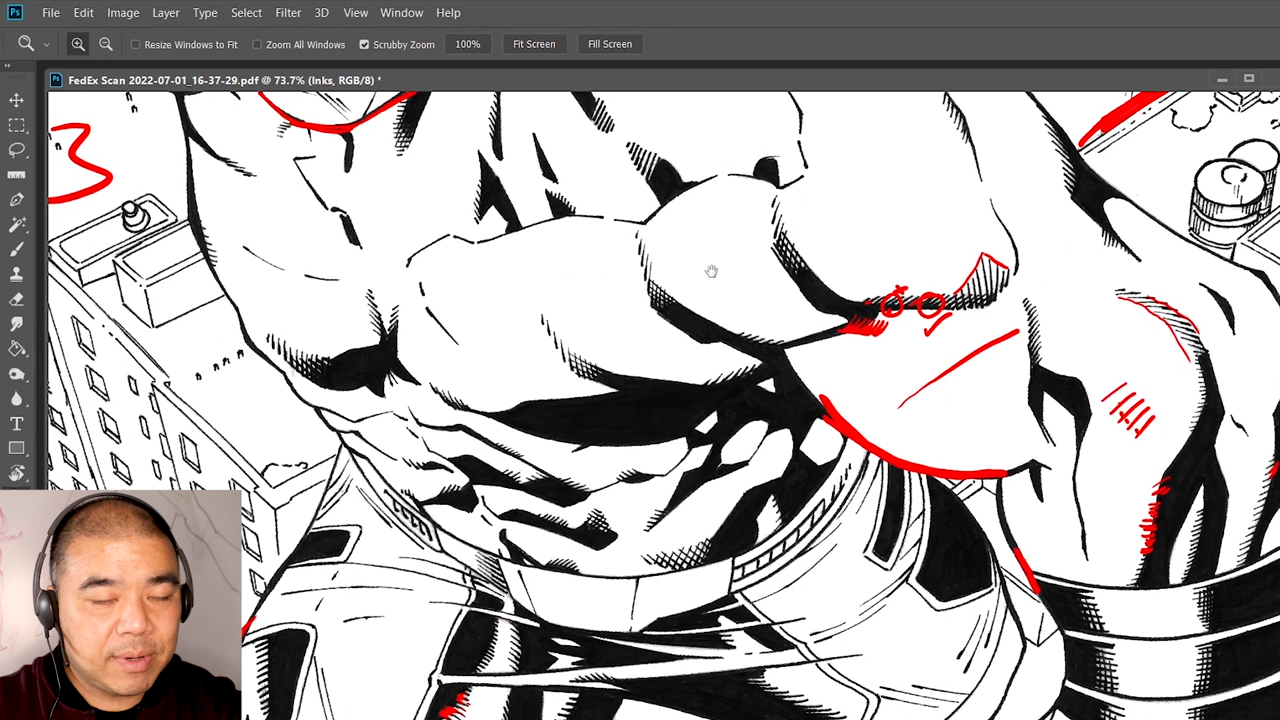 Ps File Edit Image Layer Type Select Filter 3D View Window Help
Resize Windows to Fit Zoom All Windows Scrubby Zoom 100% Fit Screen Fill Screen
Ps FedEx Scan 2022-07-01_16-37-29.pdf @ 73.7% (Inks, RGB/8) *
3